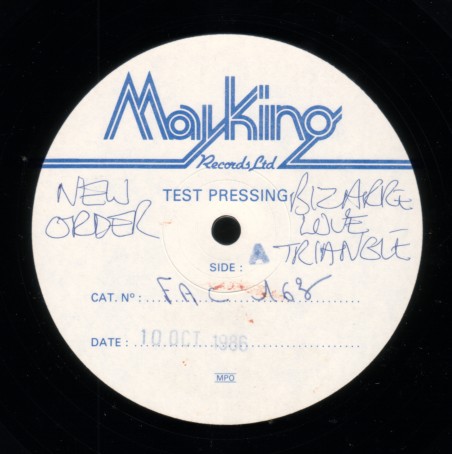 MayKing
Records Ltd
TEST PRESSING
NEW
ORDER
BIZARRE
LOVE
TRIANGLE
SIDE : A
CAT. Nº : FAC 163
DATE : 10 OCT 1986
MPO